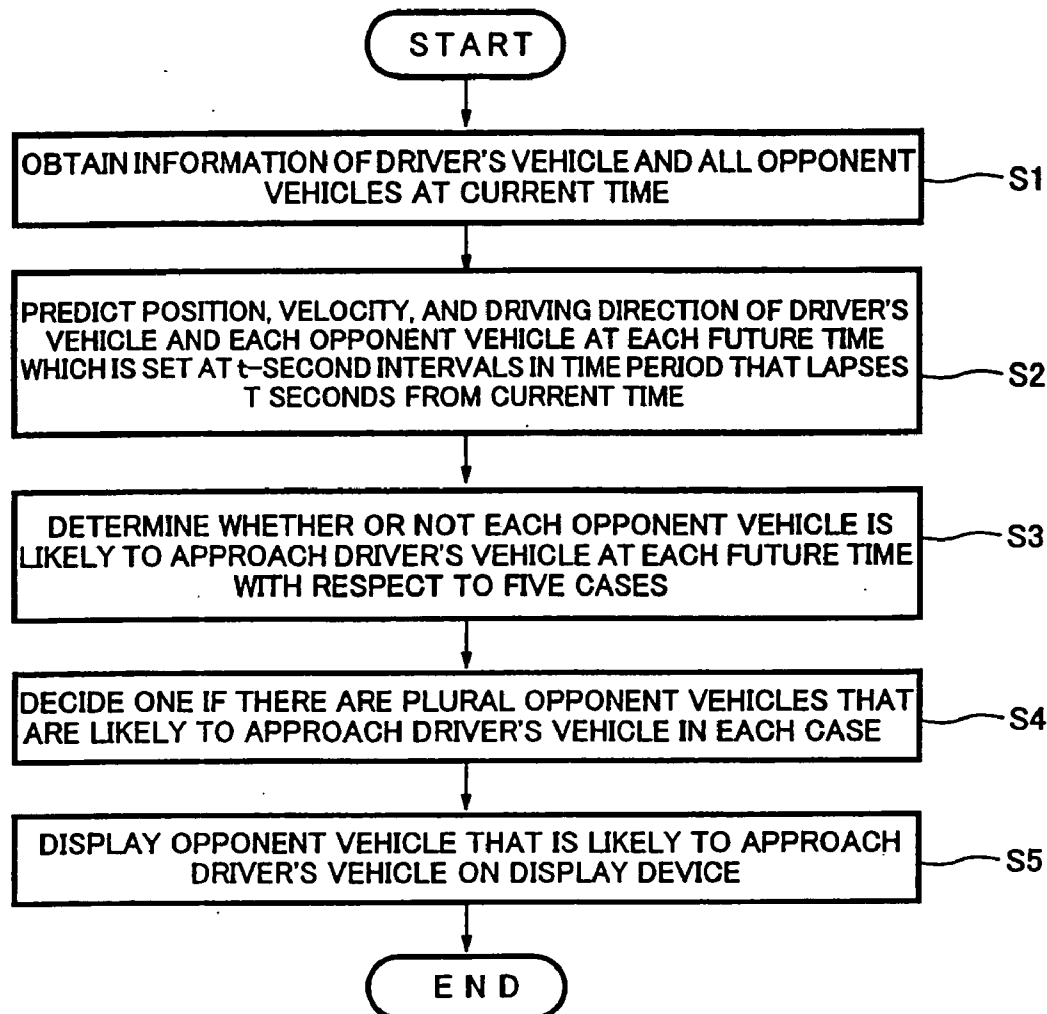 START
OBTAIN INFORMATION OF DRIVER'S VEHICLE AND ALL OPPONENT
VEHICLES AT CURRENT TIME
S1
PREDICT POSITION, VELOCITY, AND DRIVING DIRECTION OF DRIVER'S
VEHICLE AND EACH OPPONENT VEHICLE AT EACH FUTURE TIME
WHICH IS SET AT t-SECOND INTERVALS IN TIME PERIOD THAT LAPSES
T SECONDS FROM CURRENT TIME
S2
DETERMINE WHETHER OR NOT EACH OPPONENT VEHICLE IS
LIKELY TO APPROACH DRIVER'S VEHICLE AT EACH FUTURE TIME
WITH RESPECT TO FIVE CASES
S3
DECIDE ONE IF THERE ARE PLURAL OPPONENT VEHICLES THAT
ARE LIKELY TO APPROACH DRIVER'S VEHICLE IN EACH CASE
S4
DISPLAY OPPONENT VEHICLE THAT IS LIKELY TO APPROACH
DRIVER'S VEHICLE ON DISPLAY DEVICE
S5
END